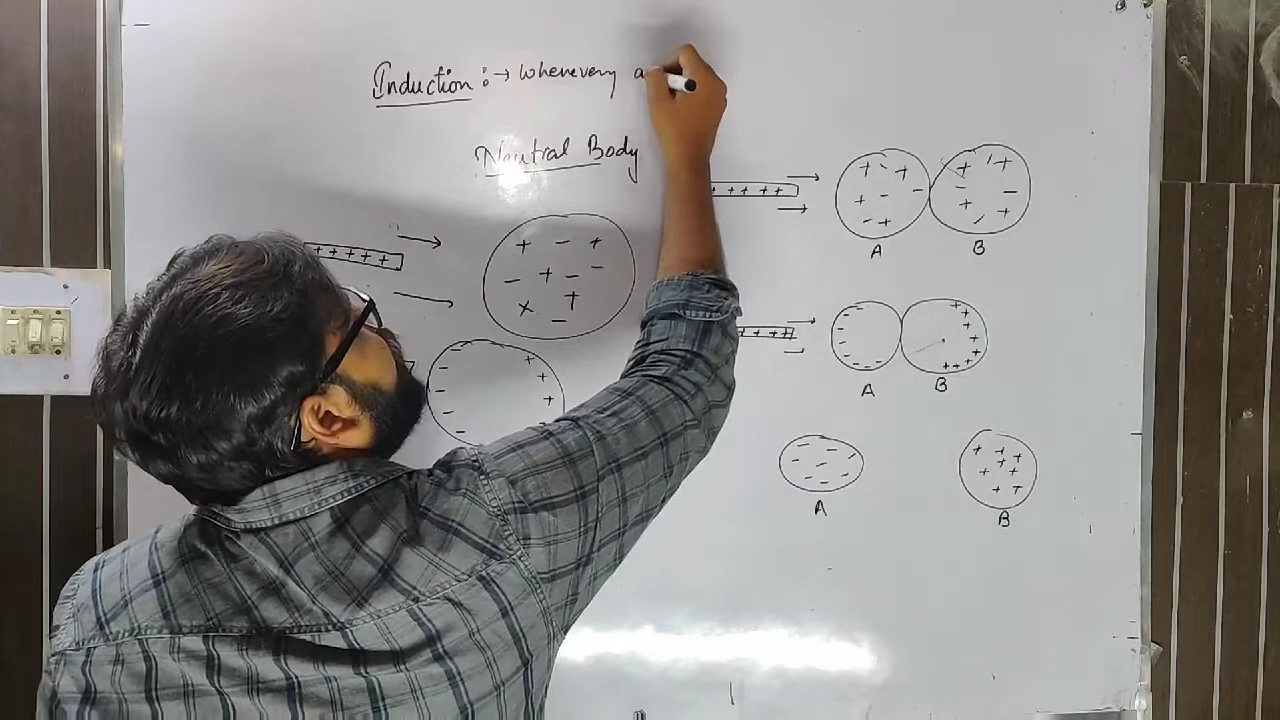 Induction :→ Whenevery a
Neutral Body
+ + + + +
+ - +
- + - -
x +
-
+ + + + +
+ - +
+ - -
- +
+ - +
- -
+ +
-
A B
- - +
- +
- +
-
+ + + +
A B
A B